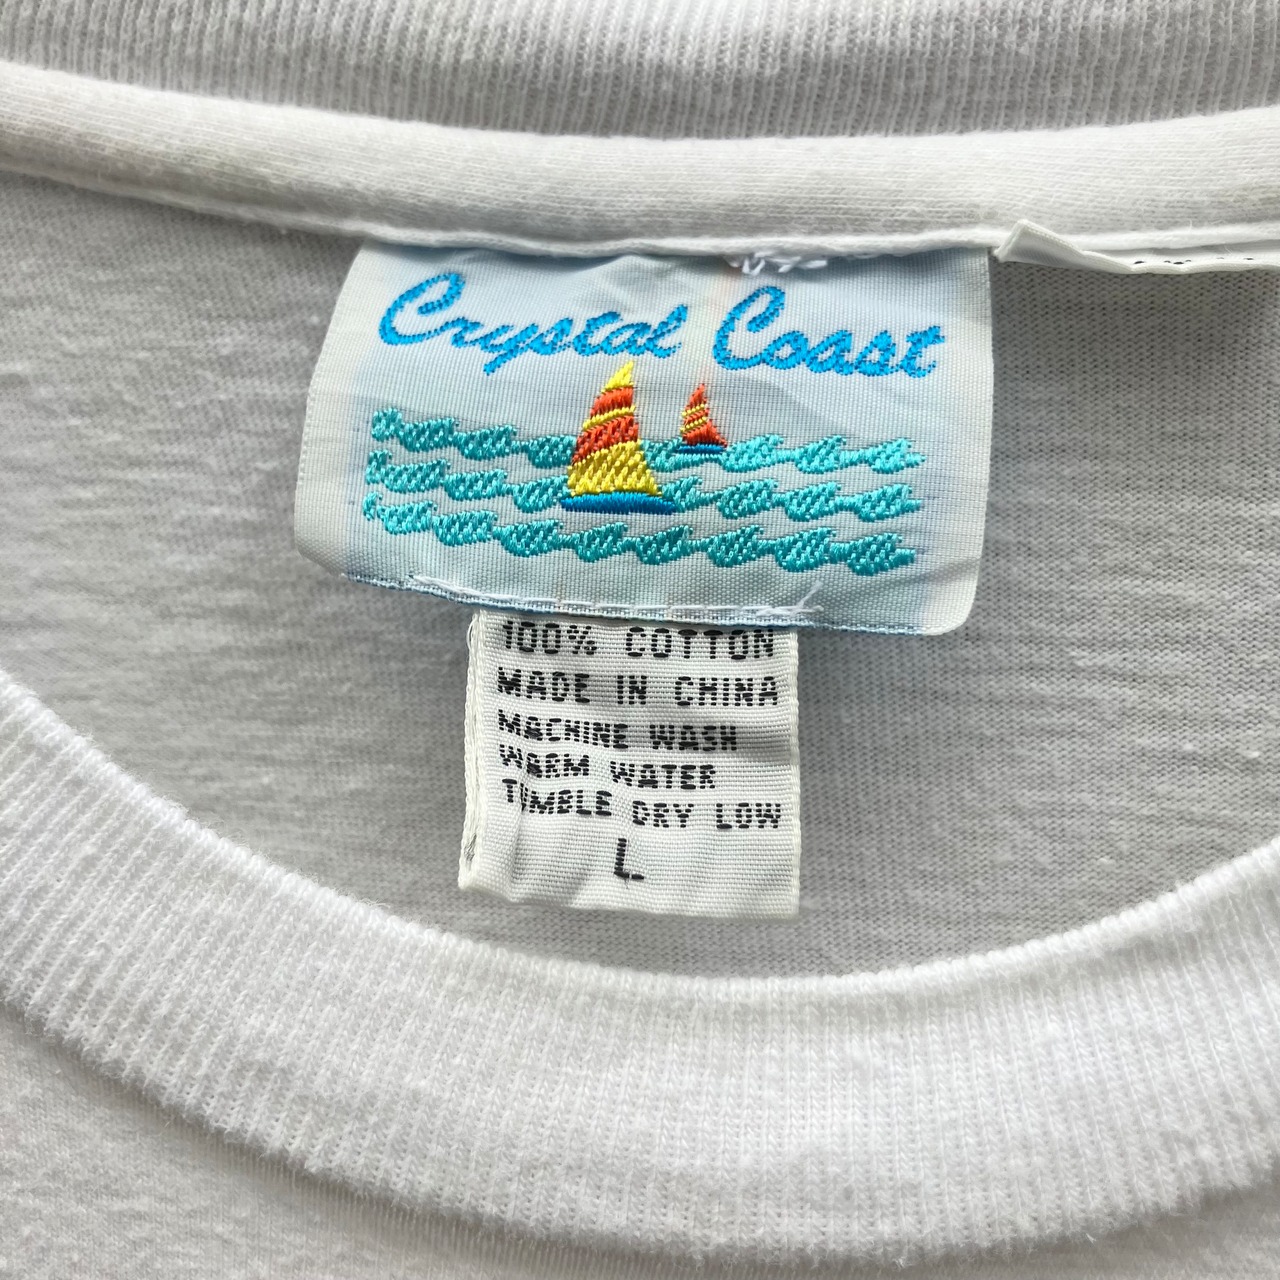 Crystal Coast
100% COTTON
MADE IN CHINA
MACHINE WASH
WARM WATER
TUMBLE DRY LOW
L